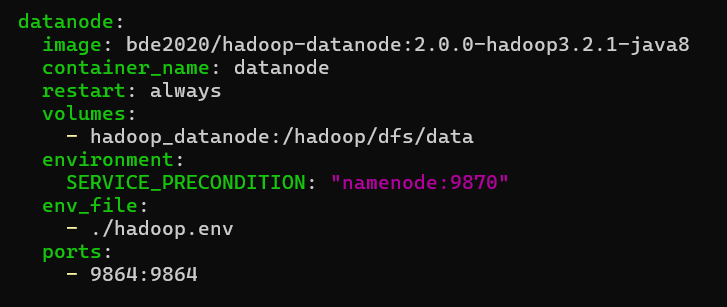 datanode:
  image: bde2020/hadoop-datanode:2.0.0-hadoop3.2.1-java8
  container_name: datanode
  restart: always
  volumes:
    - hadoop_datanode:/hadoop/dfs/data
  environment:
    SERVICE_PRECONDITION: "namenode:9870"
  env_file:
    - ./hadoop.env
  ports:
    - 9864:9864